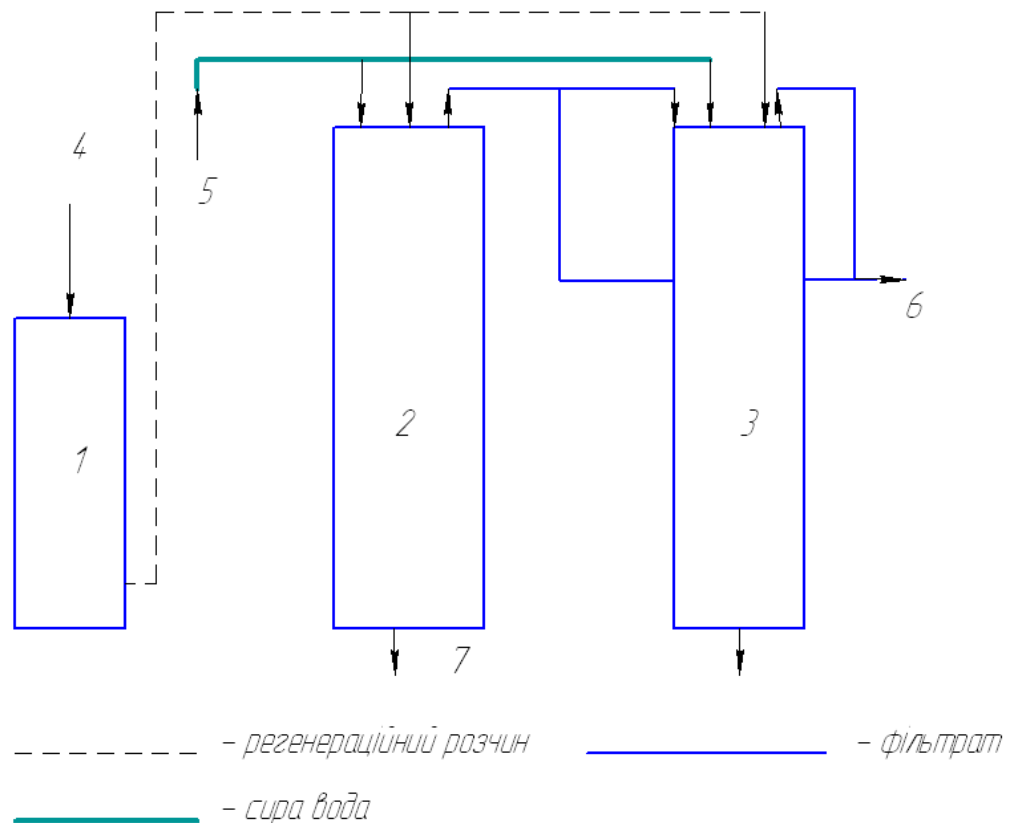 4
5
6
1
2
3
7
– регенераційний розчин
– фільтрат
– сира вода